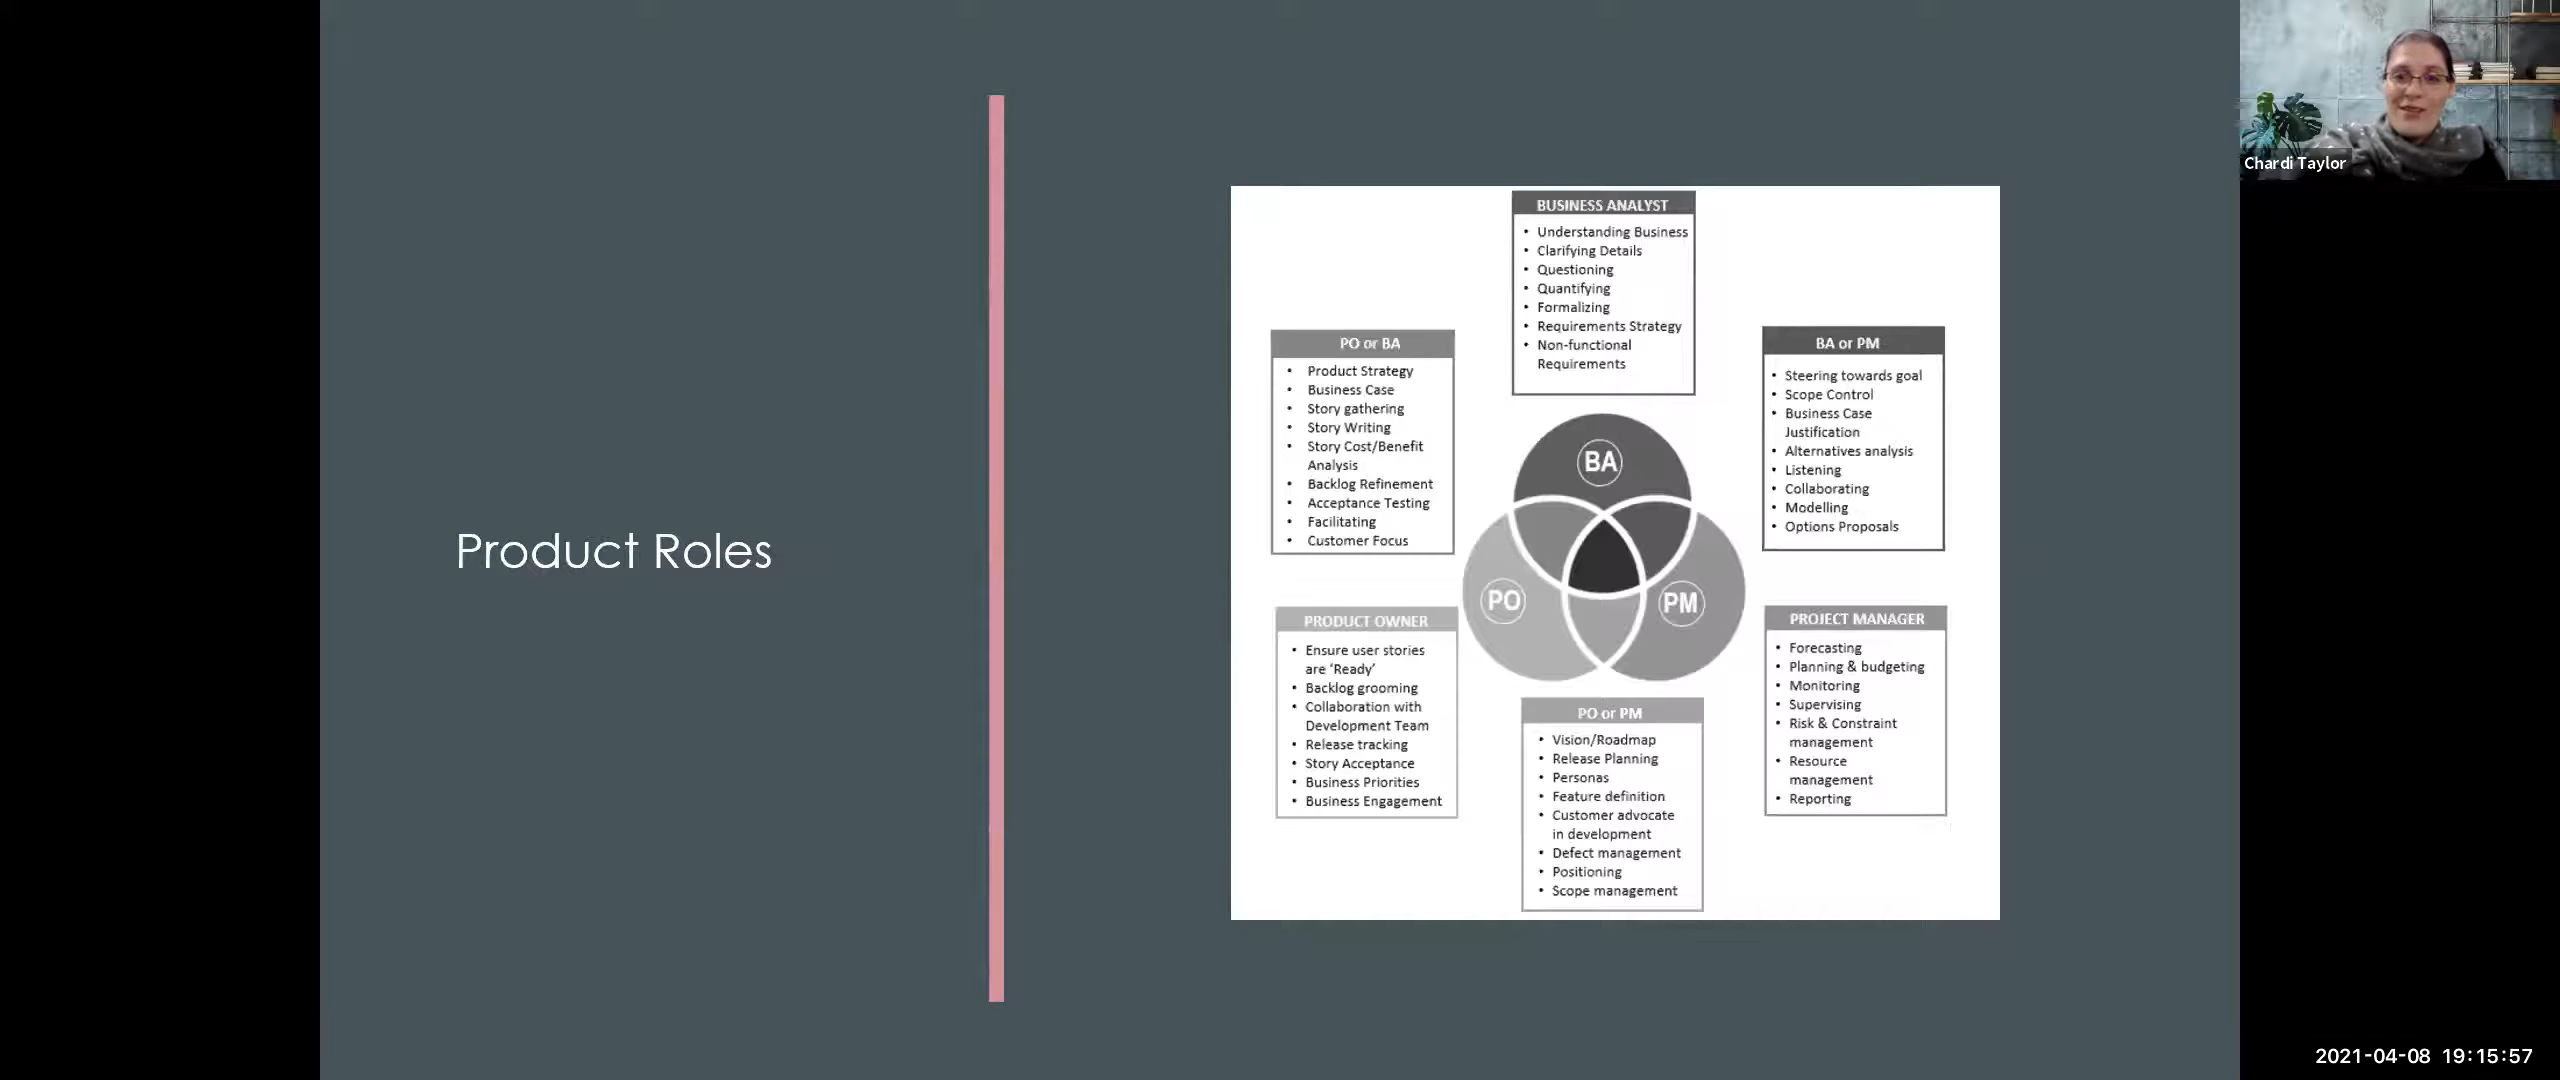 Product Roles
BUSINESS ANALYST
• Understanding Business
• Clarifying Details
• Questioning
• Quantifying
• Formalizing
• Requirements Strategy
• Non-functional
Requirements
PO or BA
• Product Strategy
• Business Case
• Story gathering
• Story Writing
• Story Cost/Benefit
Analysis
• Backlog Refinement
• Acceptance Testing
• Facilitating
• Customer Focus
BA or PM
• Steering towards goal
• Scope Control
• Business Case
Justification
• Alternatives analysis
• Listening
• Collaborating
• Modelling
• Options Proposals
BA
PO
PM
PRODUCT OWNER
• Ensure user stories
are ‘Ready’
• Backlog grooming
• Collaboration with
Development Team
• Release tracking
• Story Acceptance
• Business Priorities
• Business Engagement
PO or PM
• Vision/Roadmap
• Release Planning
• Personas
• Feature definition
• Customer advocate
in development
• Defect management
• Positioning
• Scope management
PROJECT MANAGER
• Forecasting
• Planning & budgeting
• Monitoring
• Supervising
• Risk & Constraint
management
• Resource
management
• Reporting
Chardi Taylor
2021-04-08 19:15:57